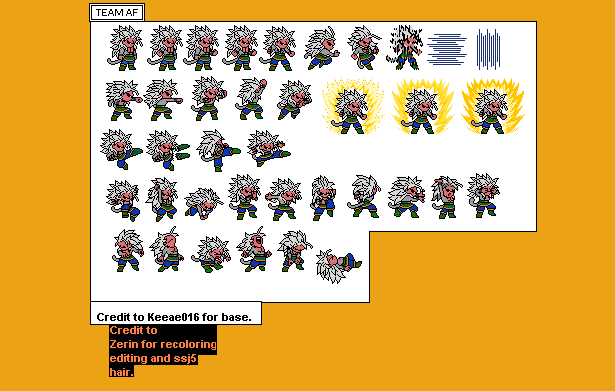 TEAM AF
Credit to Keeae016 for base.
Credit to
Zerin for recoloring
editing and ssj5
hair.